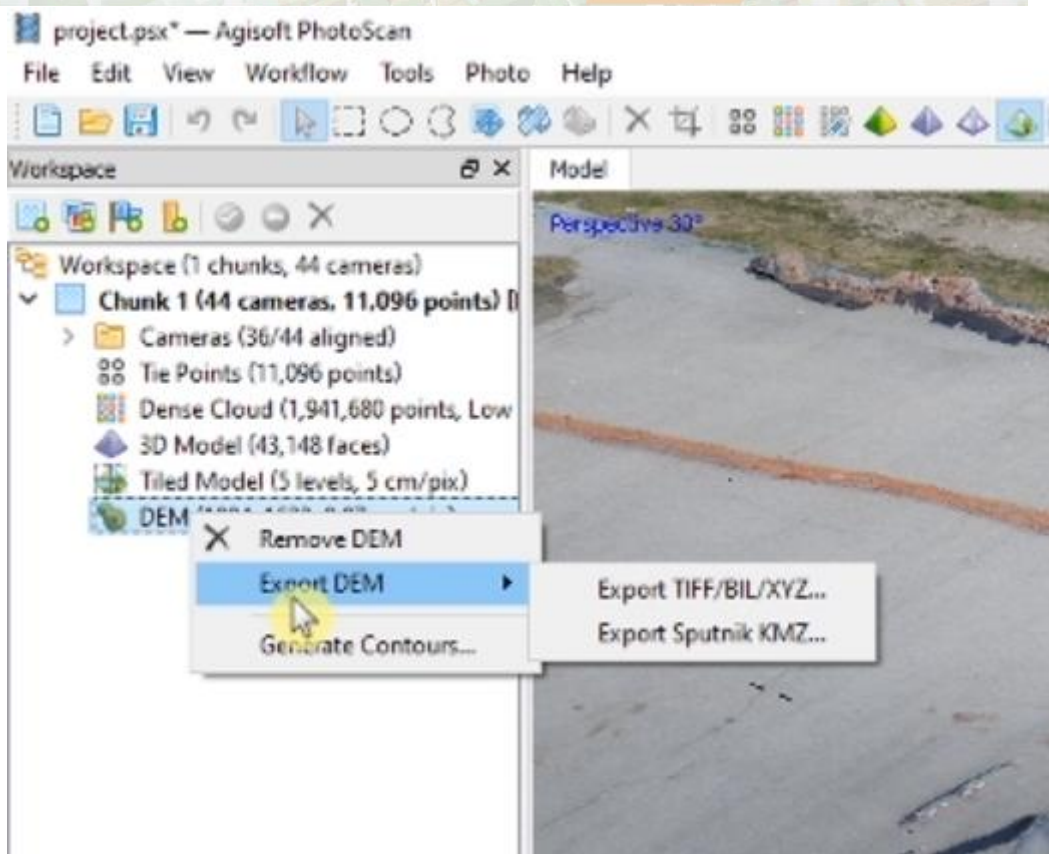 project.psx* — Agisoft PhotoScan
File Edit View Workflow Tools Photo Help
Workspace
Model
Perspective 30°
Workspace (1 chunks, 44 cameras)
Chunk 1 (44 cameras, 11,096 points) [
Cameras (36/44 aligned)
Tie Points (11,096 points)
Dense Cloud (1,941,680 points, Low
3D Model (43,148 faces)
Tiled Model (5 levels, 5 cm/pix)
DEM
Remove DEM
Export DEM
Generate Contours...
Export TIFF/BIL/XYZ...
Export Sputnik KMZ...